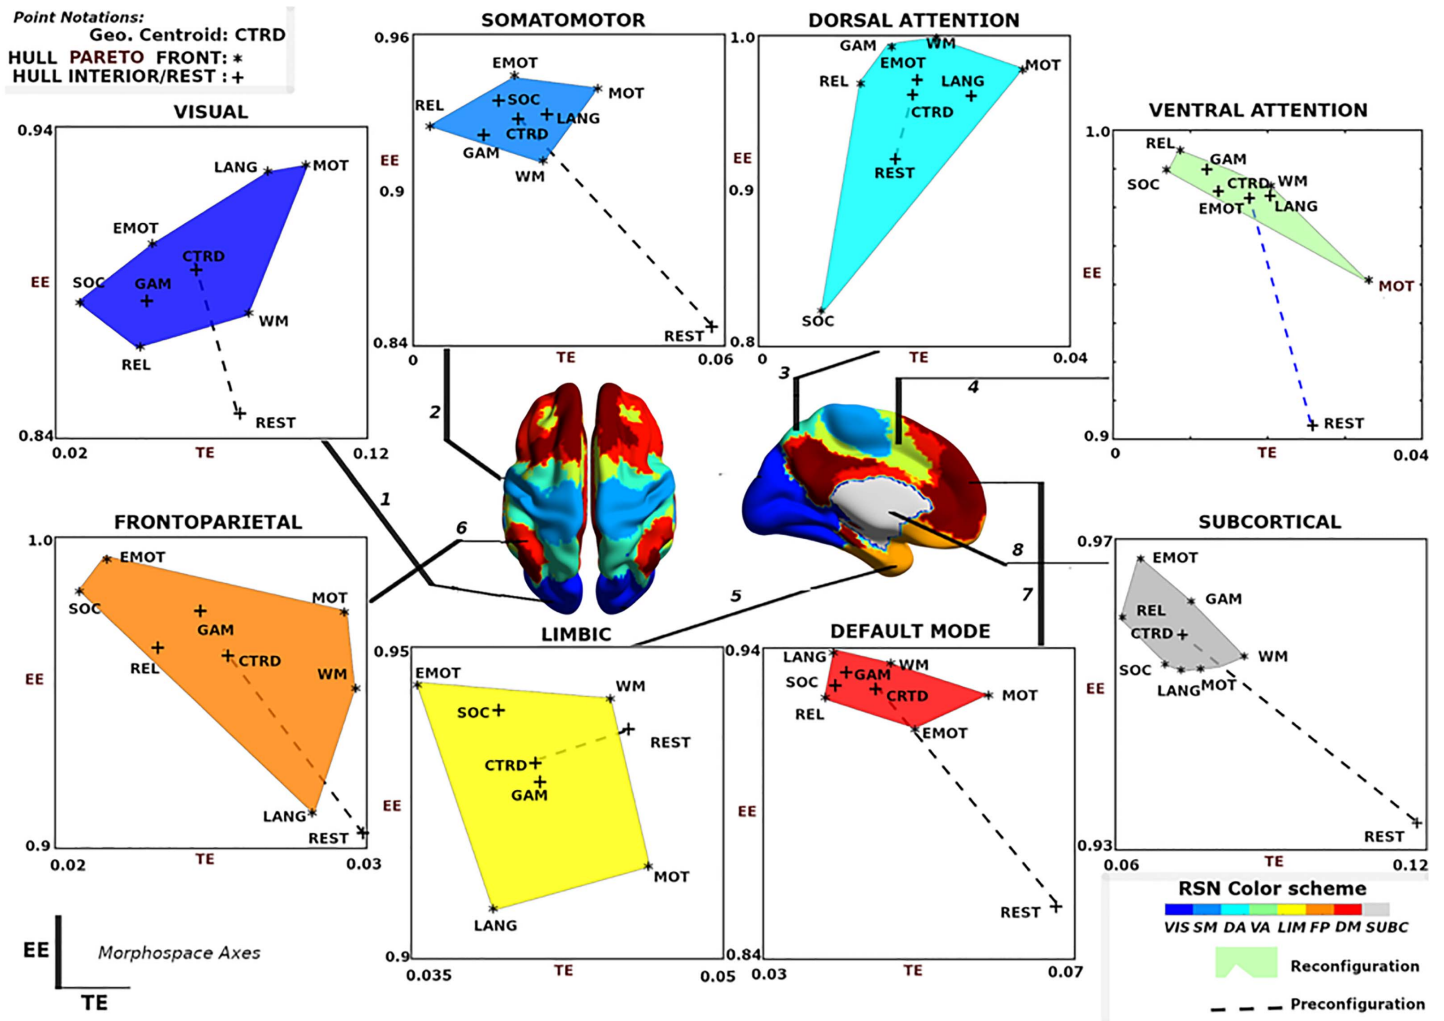 Point Notations:
Geo. Centroid: CTRD
HULL PARETO FRONT: *
HULL INTERIOR/REST : +
VISUAL
0.94
LANG
MOT
EMOT
CTRD
SOC
GAM
EE
WM
REL
REST
0.84
0.02
TE
0.12
SOMATOMOTOR
0.96
EMOT
MOT
REL
SOC
LANG
CTRD
GAM
EE
WM
0.9
REST
0.84
0
TE
0.06
DORSAL ATTENTION
1.0
GAM
WM
EMOT
MOT
REL
LANG
CTRD
EE
REST
0.9
SOC
0.8
0
TE
0.04
VENTRAL ATTENTION
1.0
REL
GAM
SOC
CTRD
WM
EMOT
LANG
EE
MOT
REST
0.9
0
TE
0.04
1
2
3
4
5
6
7
8
FRONTOPARIETAL
1.0
EMOT
SOC
MOT
GAM
REL
CTRD
EE
WM
LANG
REST
0.9
0.02
TE
0.03
LIMBIC
0.95
EMOT
WM
SOC
REST
CTRD
GAM
EE
MOT
LANG
0.9
0.035
TE
0.05
DEFAULT MODE
0.94
LANG
WM
GAM
SOC
CRTD
MOT
REL
EMOT
EE
REST
0.84
0.03
TE
0.07
SUBCORTICAL
0.97
EMOT
GAM
REL
CTRD
WM
SOC
MOT
LANG
EE
REST
0.93
0.06
TE
0.12
EE
Morphospace Axes
TE
RSN Color scheme
VIS SM DA VA LIM FP DM SUBC
Reconfiguration
Preconfiguration